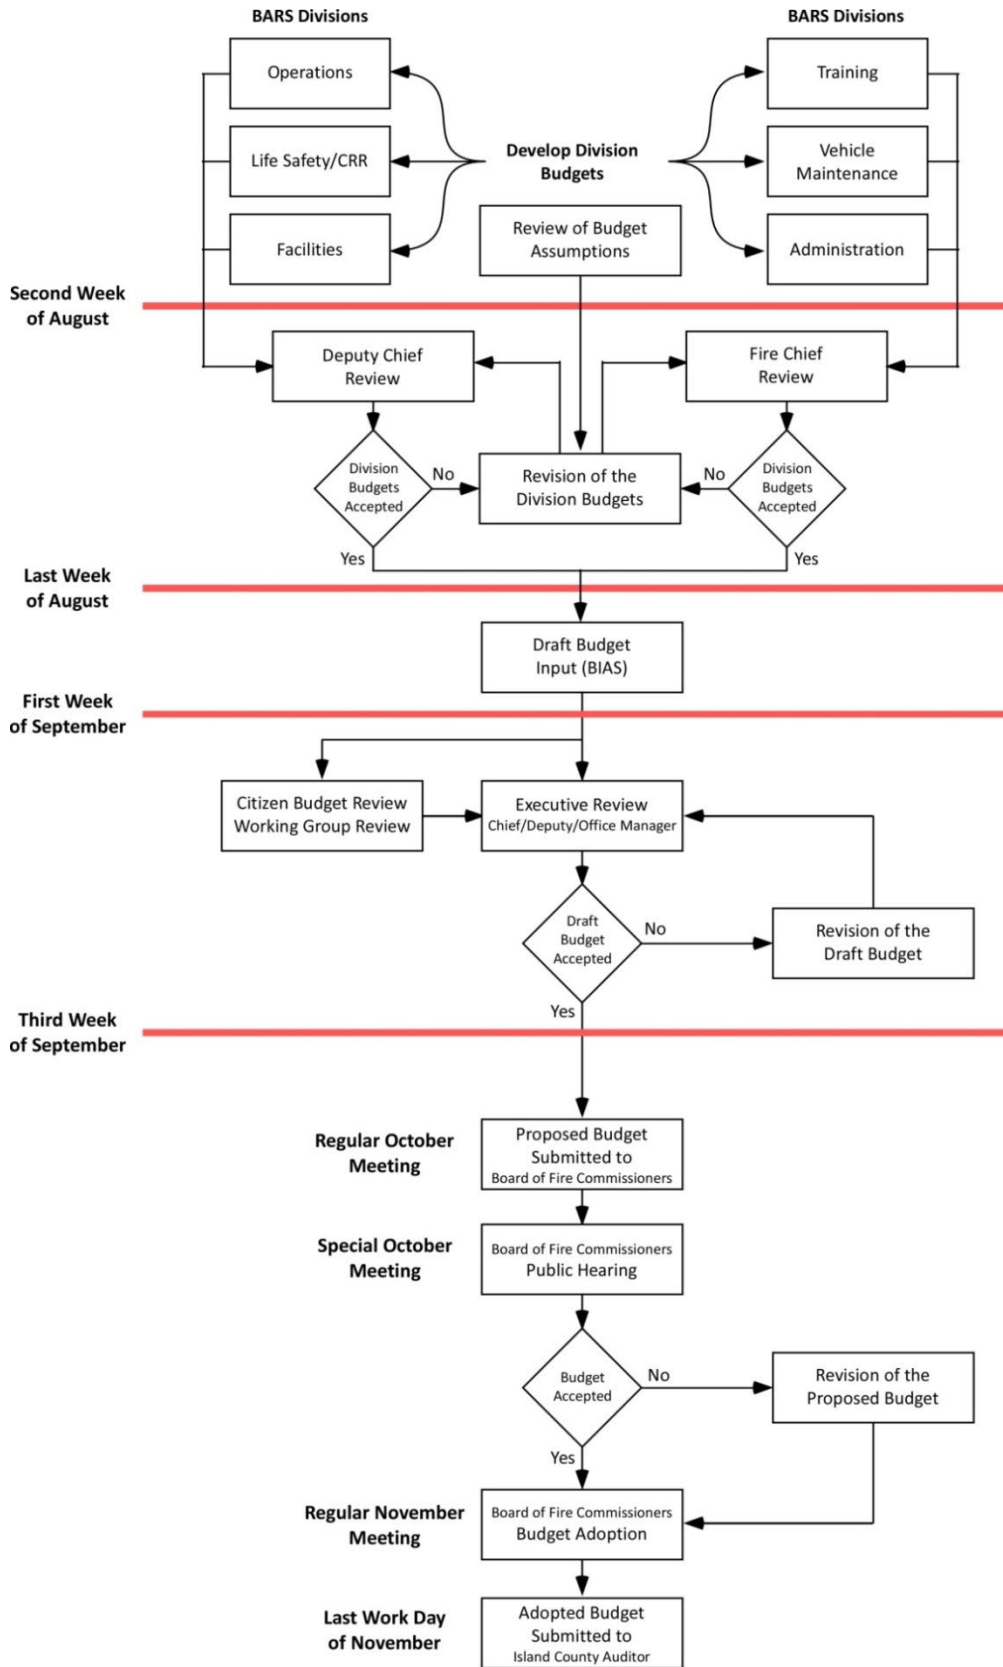 BARS Divisions
BARS Divisions
Operations
Training
Develop Division
Budgets
Life Safety/CRR
Vehicle
Maintenance
Review of Budget
Assumptions
Facilities
Administration
Second Week
of August
Deputy Chief
Review
Fire Chief
Review
Division
Budgets
Accepted
No
Revision of the
Division Budgets
No
Division
Budgets
Accepted
Yes
Yes
Last Week
of August
Draft Budget
Input (BIAS)
First Week
of September
Citizen Budget Review
Working Group Review
Executive Review
Chief/Deputy/Office Manager
Draft
Budget
Accepted
No
Revision of the
Draft Budget
Yes
Third Week
of September
Regular October
Meeting
Proposed Budget
Submitted to
Board of Fire Commissioners
Special October
Meeting
Board of Fire Commissioners
Public Hearing
Budget
Accepted
No
Revision of the
Proposed Budget
Yes
Regular November
Meeting
Board of Fire Commissioners
Budget Adoption
Last Work Day
of November
Adopted Budget
Submitted to
Island County Auditor